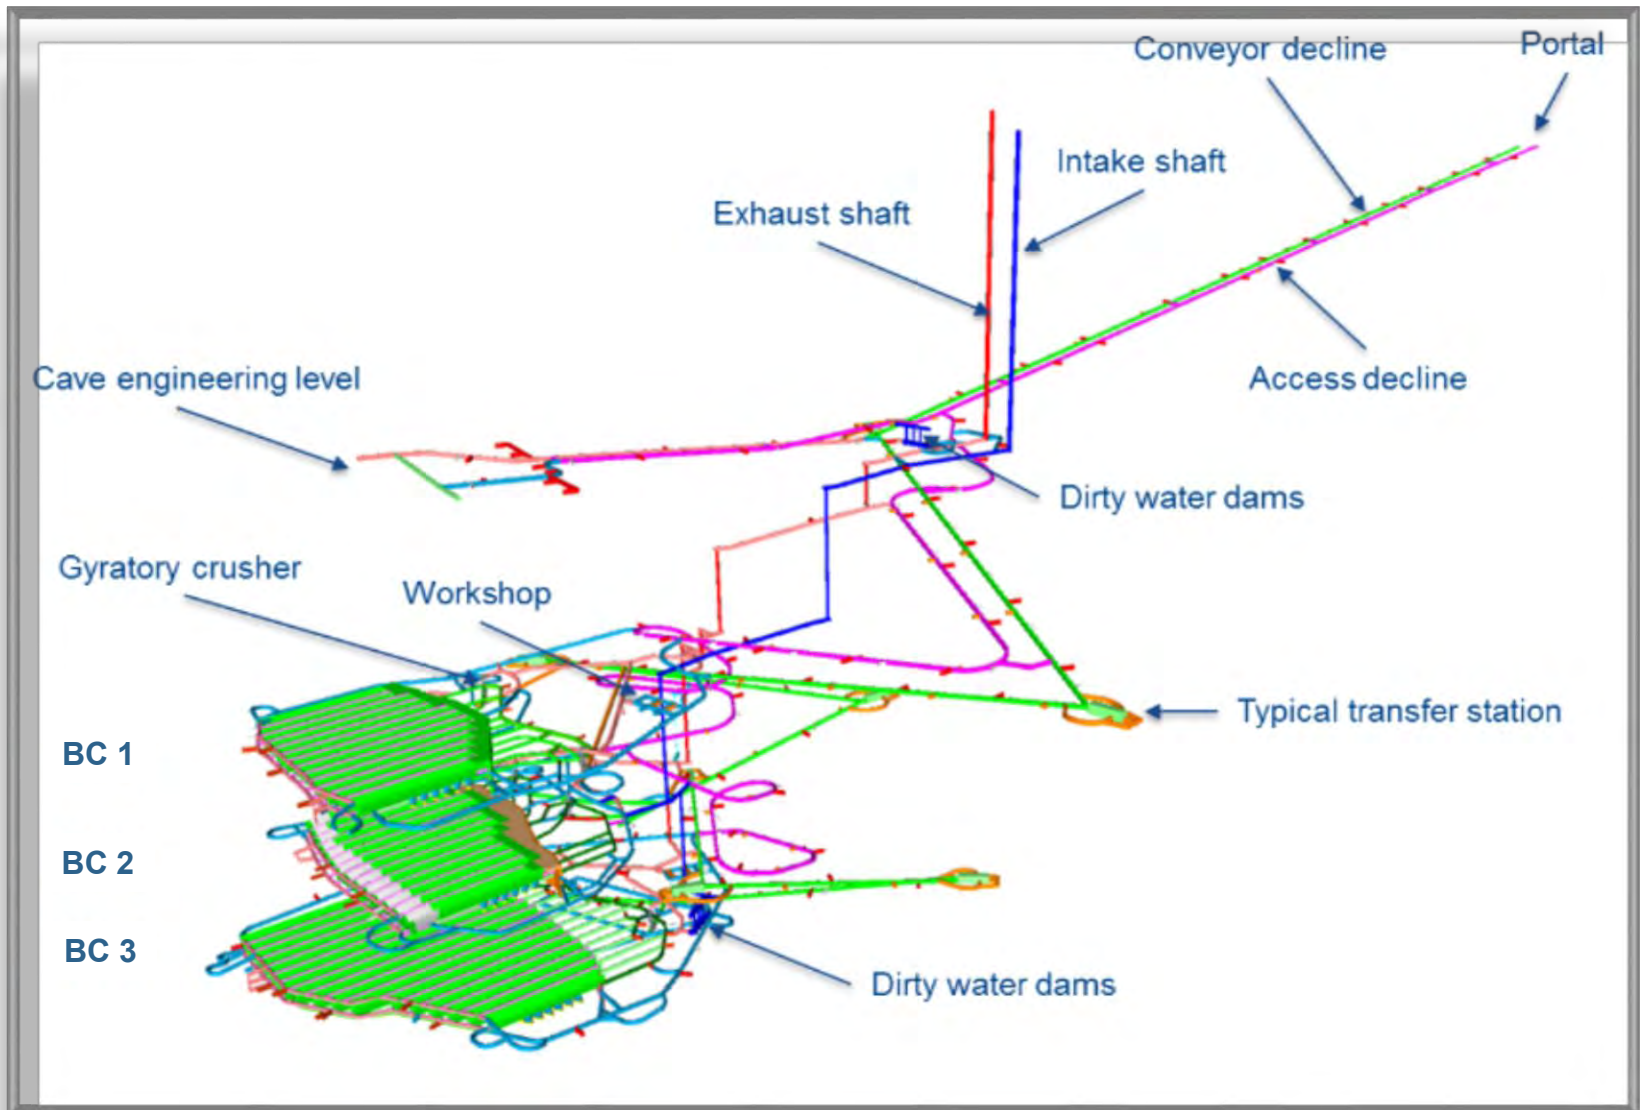 Conveyor decline
Portal
Intake shaft
Exhaust shaft
Cave engineering level
Access decline
Dirty water dams
Gyratory crusher
Workshop
Typical transfer station
BC 1
BC 2
BC 3
Dirty water dams